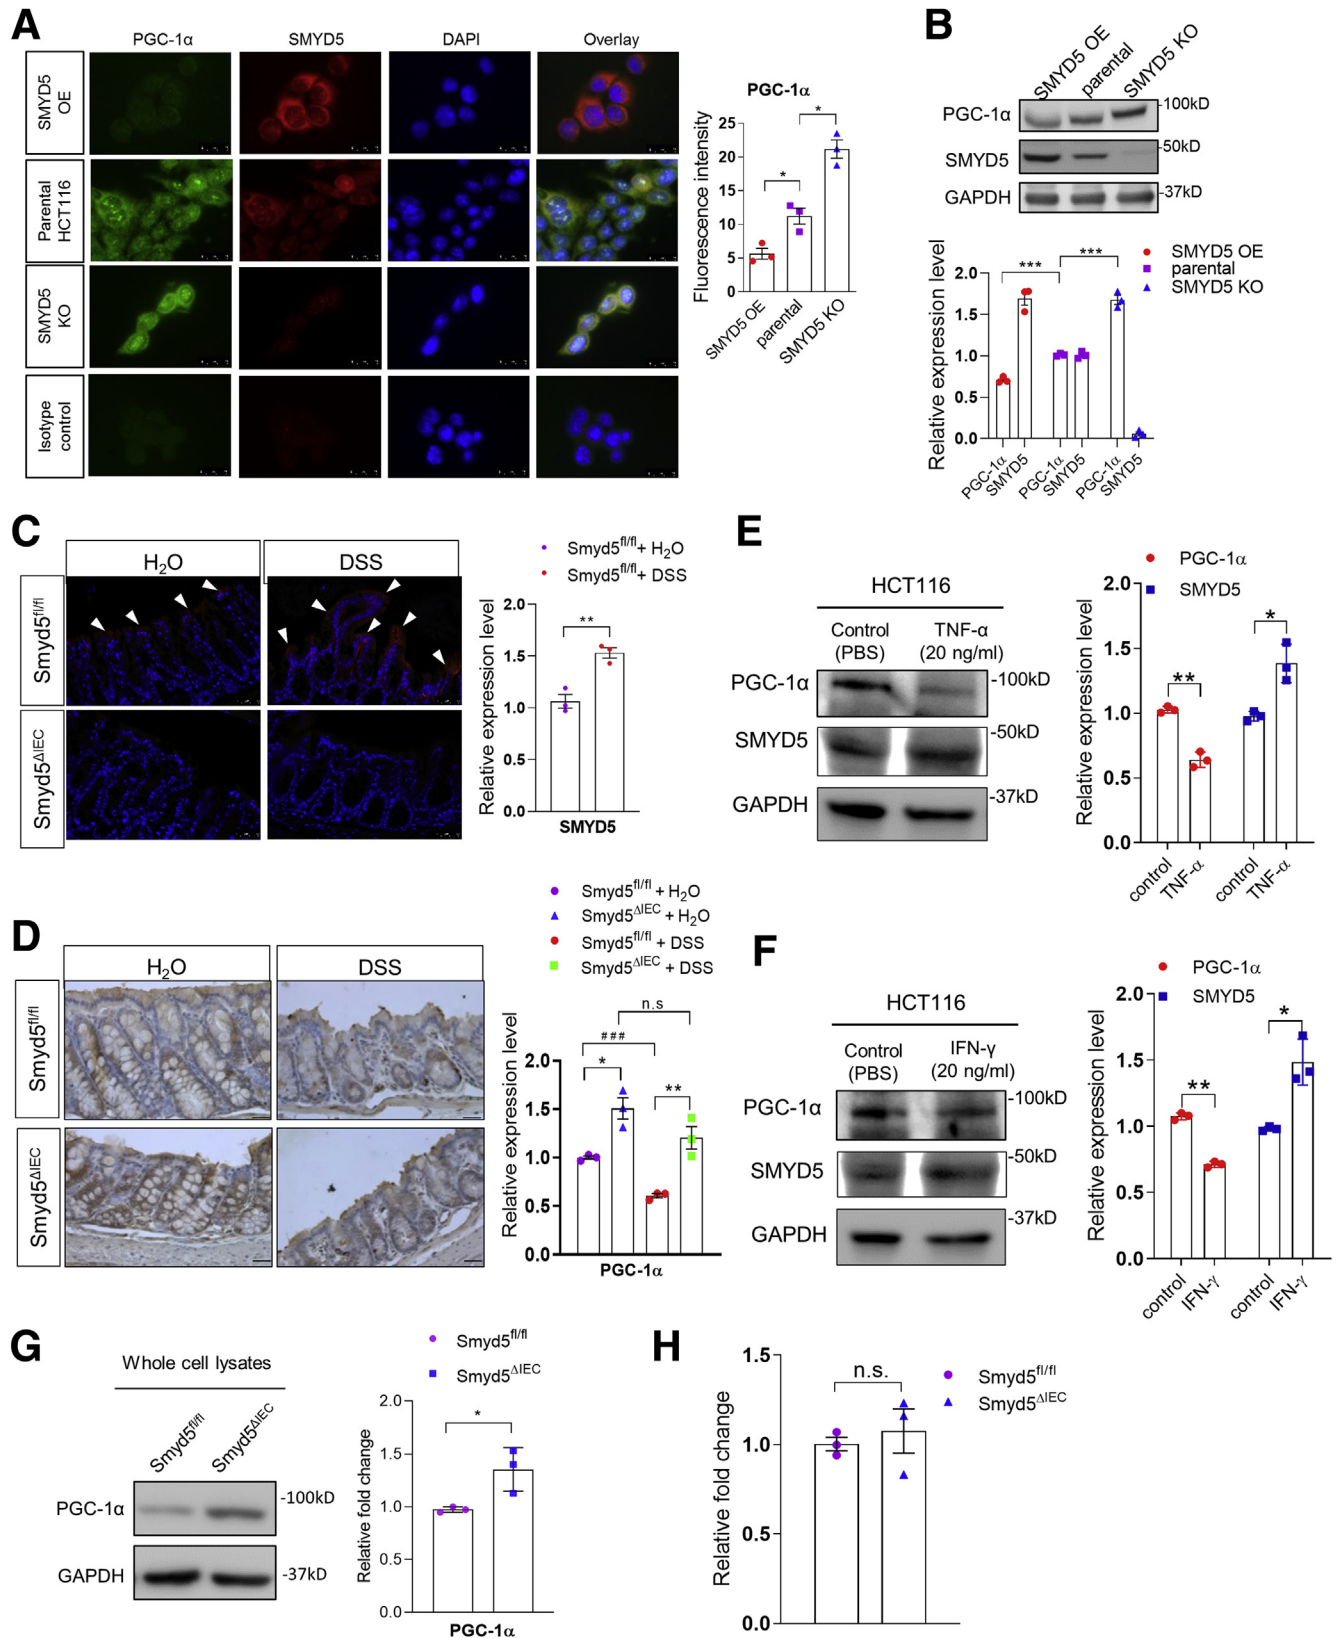 A
PGC-1α
SMYD5
DAPI
Overlay
SMYD5
OE
Parental
HCT116
SMYD5
KO
Isotype
control
PGC-1α
Fluorescence intensity
25
20
15
10
5
0
*
*
SMYD5 OE
parental
SMYD5 KO
B
SMYD5 OE
parental
SMYD5 KO
PGC-1α
-100kD
SMYD5
-50kD
GAPDH
-37kD
SMYD5 OE
parental
SMYD5 KO
Relative expression level
2.0
1.5
1.0
0.5
0.0
***
***
PGC-1α
SMYD5
PGC-1α
SMYD5
PGC-1α
SMYD5
C
H₂O
DSS
Smyd5fl/fl
Smyd5ΔIEC
Smyd5fl/fl + H₂O
Smyd5fl/fl + DSS
Relative expression level
2.0
1.5
1.0
0.5
0.0
**
SMYD5
D
H₂O
DSS
Smyd5fl/fl
Smyd5ΔIEC
Smyd5fl/fl + H₂O
Smyd5ΔIEC + H₂O
Smyd5fl/fl + DSS
Smyd5ΔIEC + DSS
Relative expression level
2.0
1.5
1.0
0.5
0.0
n.s
###
*
**
PGC-1α
E
HCT116
Control
(PBS)
TNF-α
(20 ng/ml)
PGC-1α
-100kD
SMYD5
-50kD
GAPDH
-37kD
PGC-1α
SMYD5
Relative expression level
2.0
1.5
1.0
0.5
0.0
**
*
control
TNF-α
control
TNF-α
F
HCT116
Control
(PBS)
IFN-γ
(20 ng/ml)
PGC-1α
-100kD
SMYD5
-50kD
GAPDH
-37kD
PGC-1α
SMYD5
Relative expression level
2.0
1.5
1.0
0.5
0.0
**
*
control
IFN-γ
control
IFN-γ
G
Whole cell lysates
Smyd5fl/fl
Smyd5ΔIEC
PGC-1α
-100kD
GAPDH
-37kD
Smyd5fl/fl
Smyd5ΔIEC
Relative fold change
2.0
1.5
1.0
0.5
0.0
*
PGC-1α
H
Relative fold change
1.5
1.0
0.5
0.0
n.s.
Smyd5fl/fl
Smyd5ΔIEC